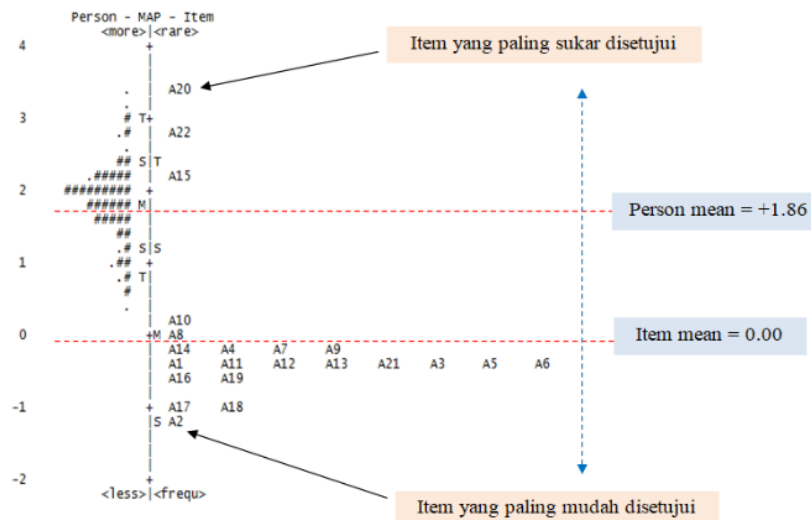 Person - MAP - Item
<more>|<rare>
4 +
Item yang paling sukar disetujui
. | A20
. |
3 # T+
.# | A22
. |
## S|T
.##### | A15
2 ######### +
###### M|
Person mean = +1.86
##### |
## |
.# S|S
1 .## +
.# T|
# |
. |
A10
0 +M A8
Item mean = 0.00
A14 A4 A7 A9
A1 A11 A12 A13 A21 A3 A5 A6
A16 A19
-1 + A17 A18
|S A2
-2 +
<less>|<frequ>
Item yang paling mudah disetujui